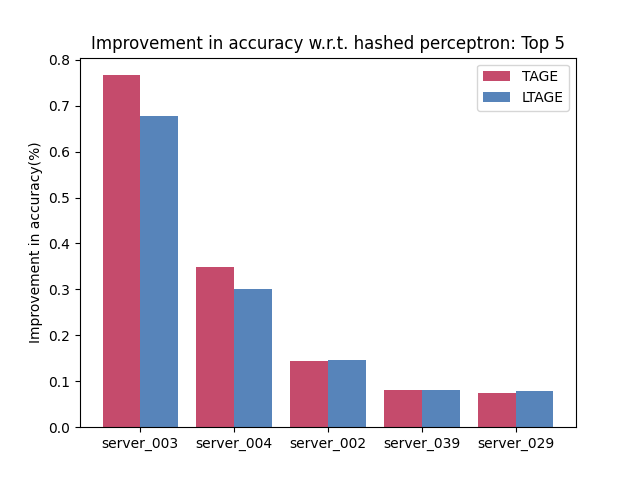 Improvement in accuracy w.r.t. hashed perceptron: Top 5
TAGE
LTAGE
Improvement in accuracy(%)
0.8
0.7
0.6
0.5
0.4
0.3
0.2
0.1
0.0
server_003
server_004
server_002
server_039
server_029